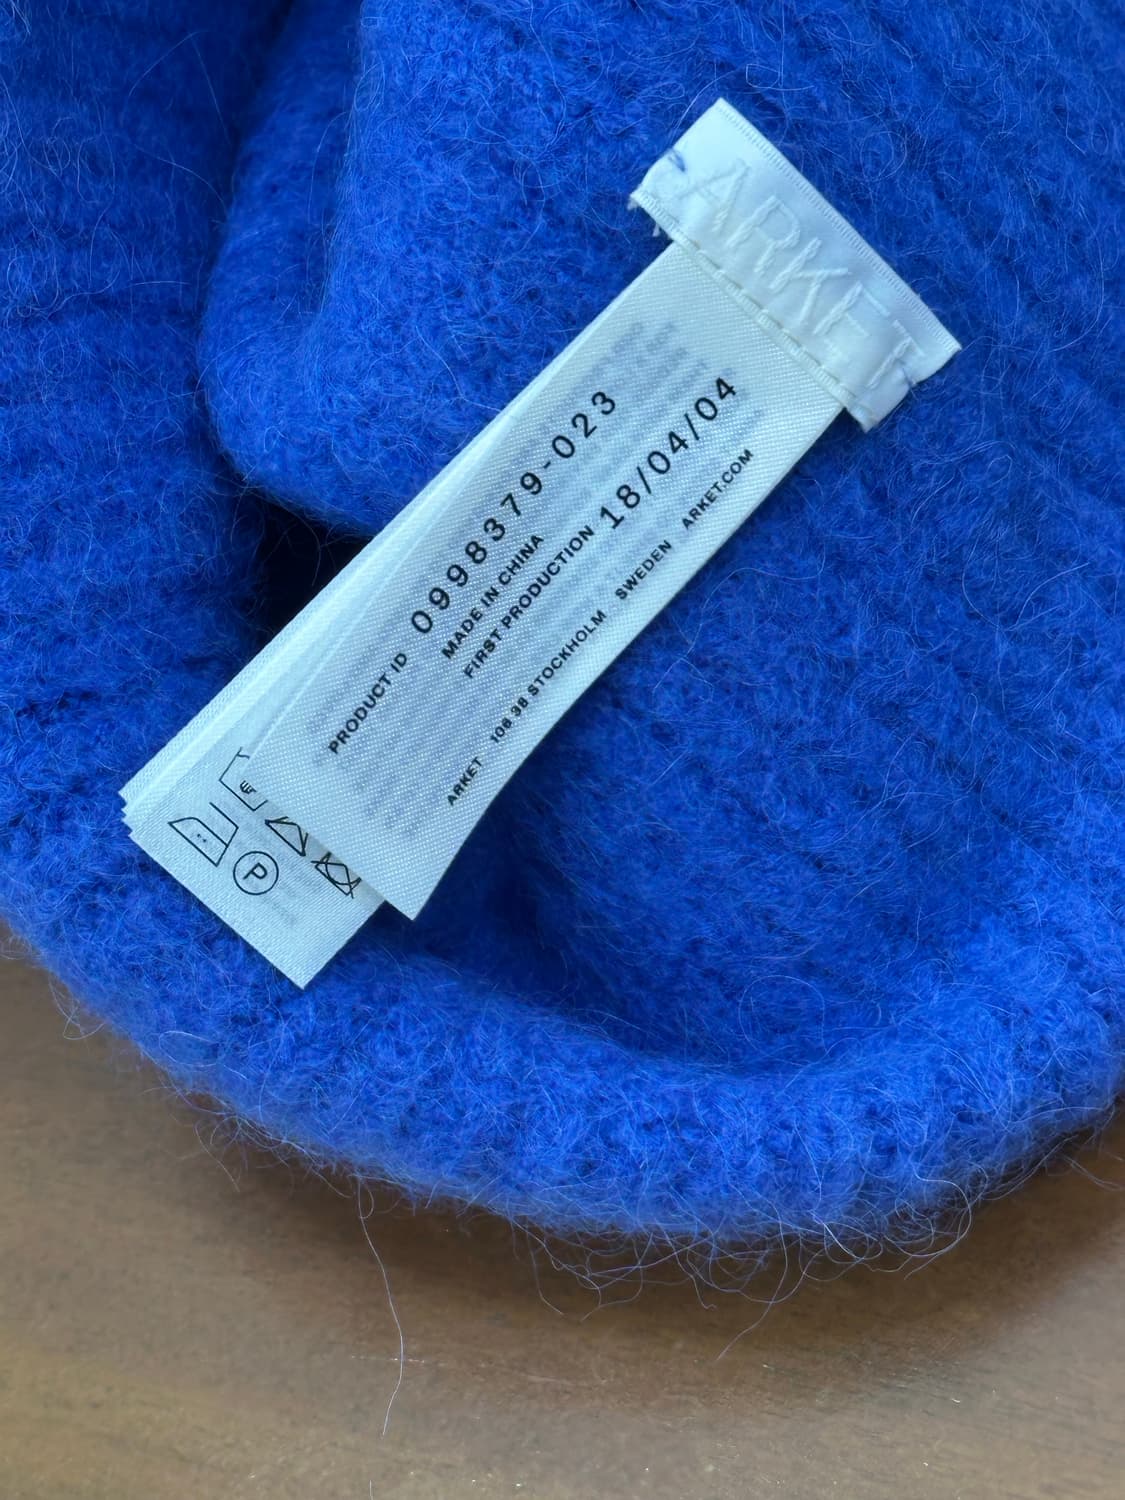 ARKET
PRODUCT ID 0998379-023
MADE IN CHINA
FIRST PRODUCTION 18/04/04
ARKET 106 38 STOCKHOLM SWEDEN ARKET.COM
P